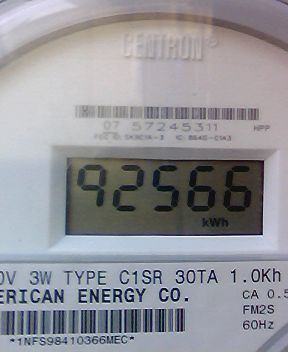 CENTRON®
07 57245311 HPP
92566
kWh
0V 3W TYPE C1SR 30TA 1.0Kh
ERICAN ENERGY CO. CA 0.5
FM2S
60Hz
*1NFS98410366MEC*